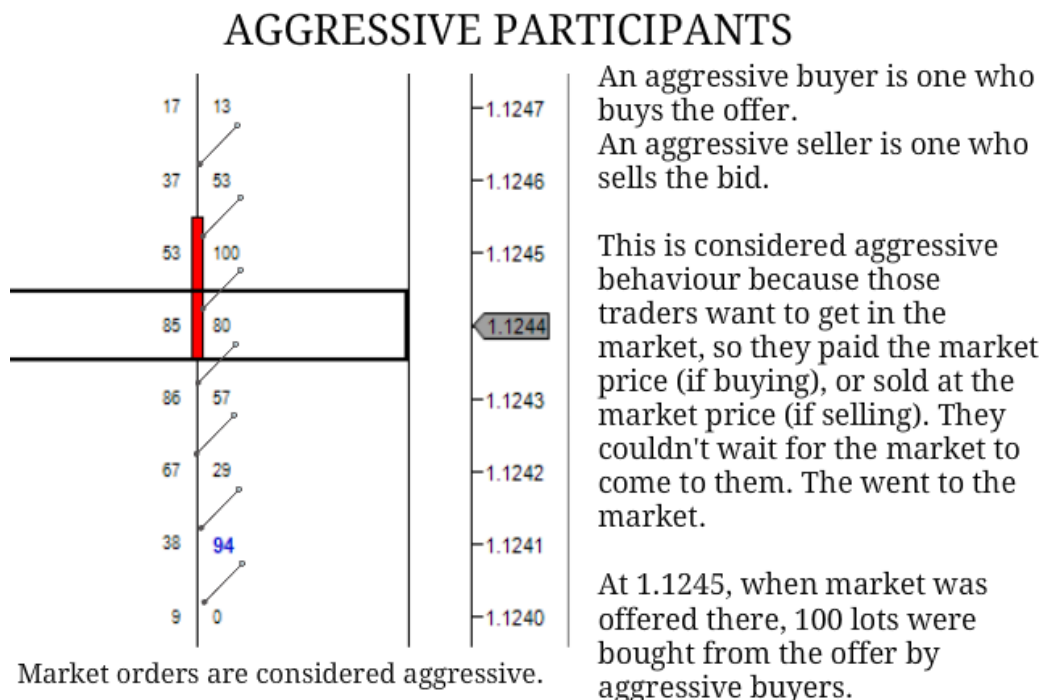 AGGRESSIVE PARTICIPANTS
17 13
1.1247
37 53
1.1246
53 100
1.1245
85 80
1.1244
86 57
1.1243
67 29
1.1242
38 94
1.1241
9 0
1.1240
Market orders are considered aggressive.
An aggressive buyer is one who
buys the offer.
An aggressive seller is one who
sells the bid.
This is considered aggressive
behaviour because those
traders want to get in the
market, so they paid the market
price (if buying), or sold at the
market price (if selling). They
couldn't wait for the market to
come to them. The went to the
market.
At 1.1245, when market was
offered there, 100 lots were
bought from the offer by
aggressive buyers.